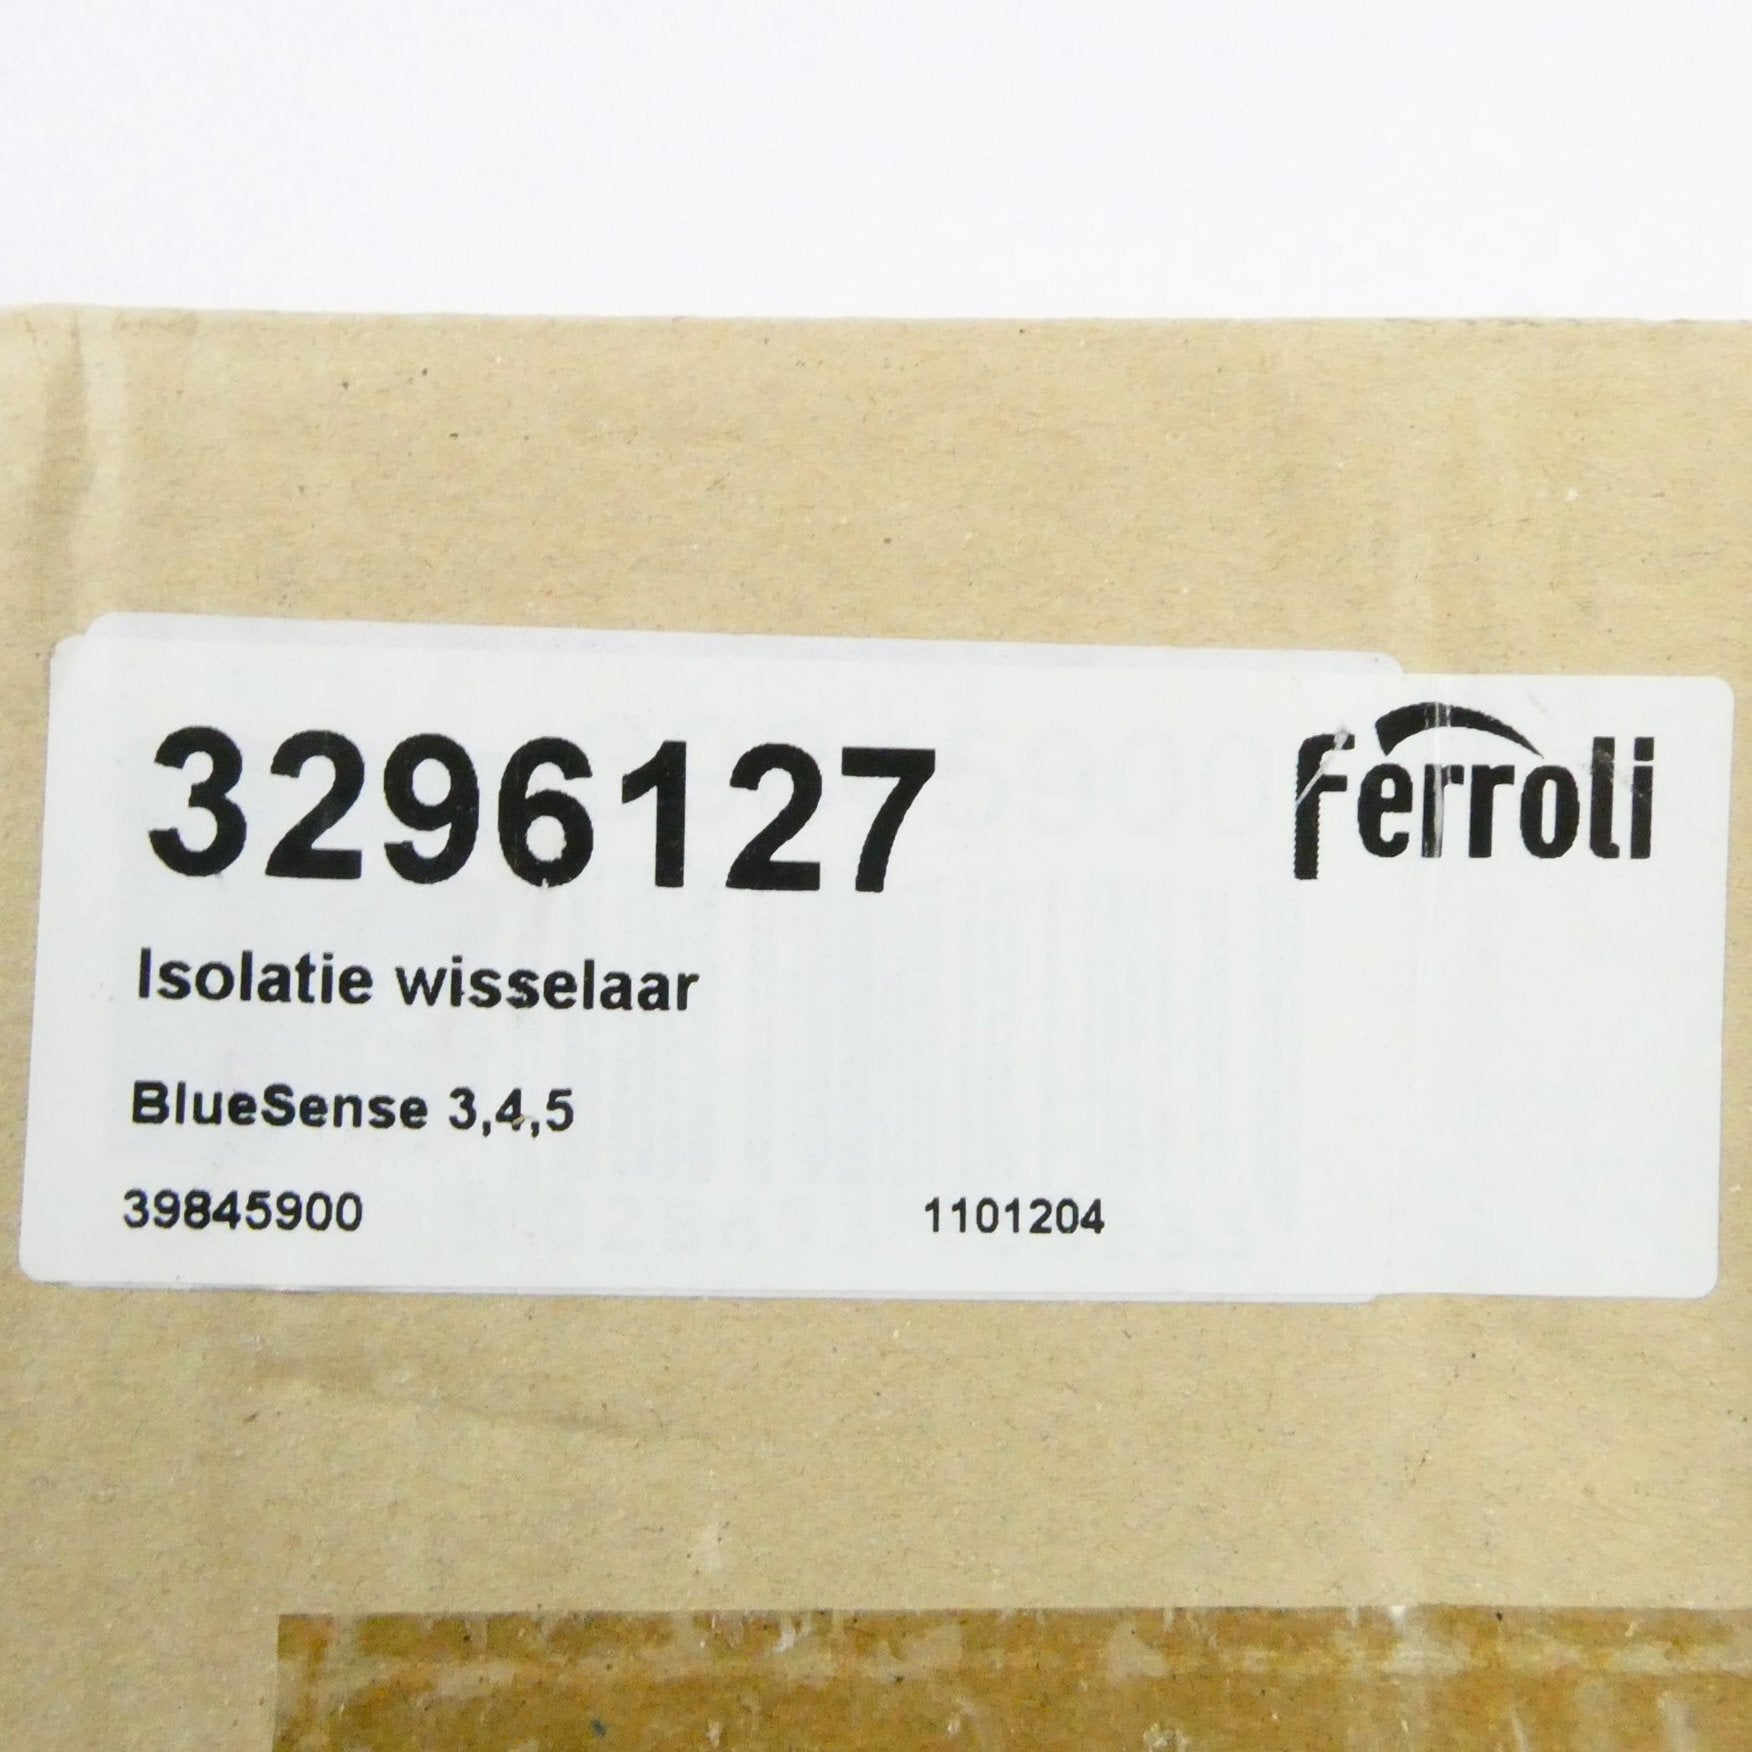 3296127
ferroli
Isolatie wisselaar
BlueSense 3,4,5
39845900 1101204